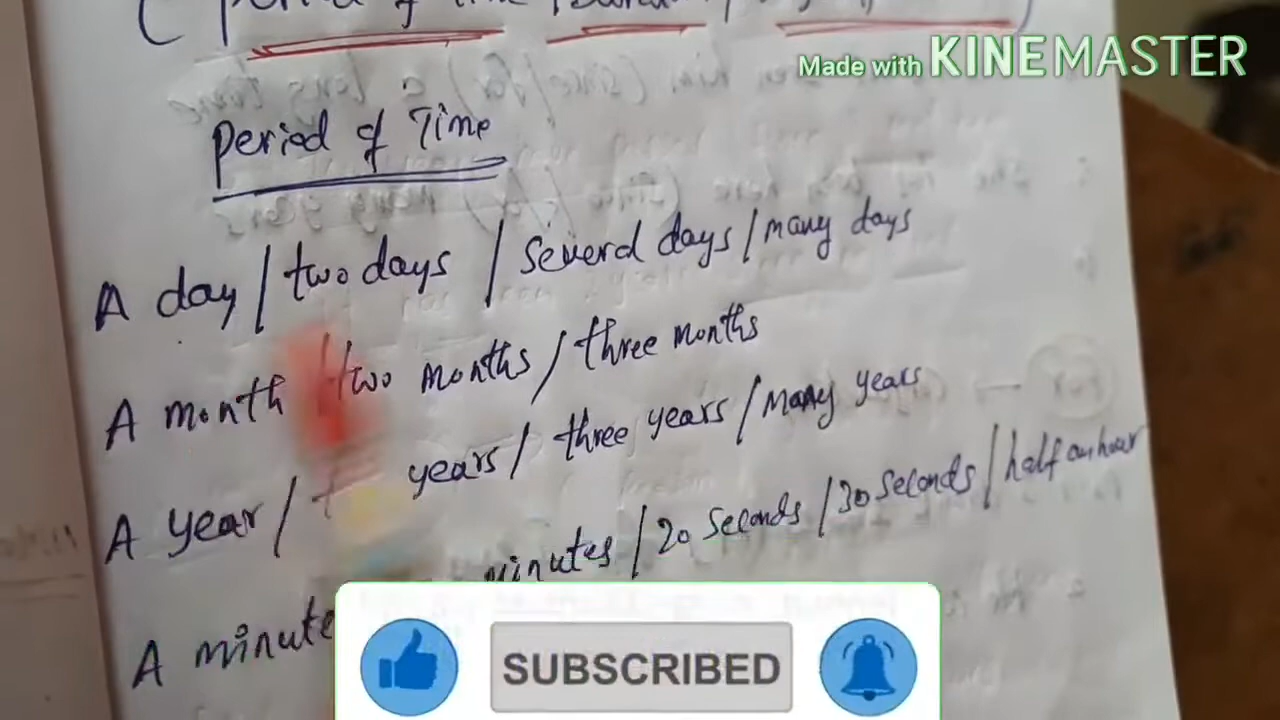 Made with KINEMASTER
Period of Time
A day / two days / several days / many days
A month / two months / three months
A year / years / three years / many years
A minute minutes / 20 seconds / 30 seconds / half an hour
SUBSCRIBED